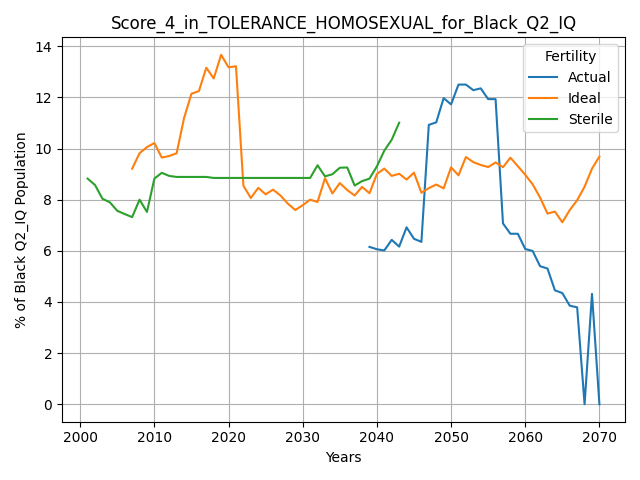 Score_4_in_TOLERANCE_HOMOSEXUAL_for_Black_Q2_IQ
Fertility
Actual
Ideal
Sterile
% of Black Q2_IQ Population
14
12
10
8
6
4
2
0
2000 2010 2020 2030 2040 2050 2060 2070
Years